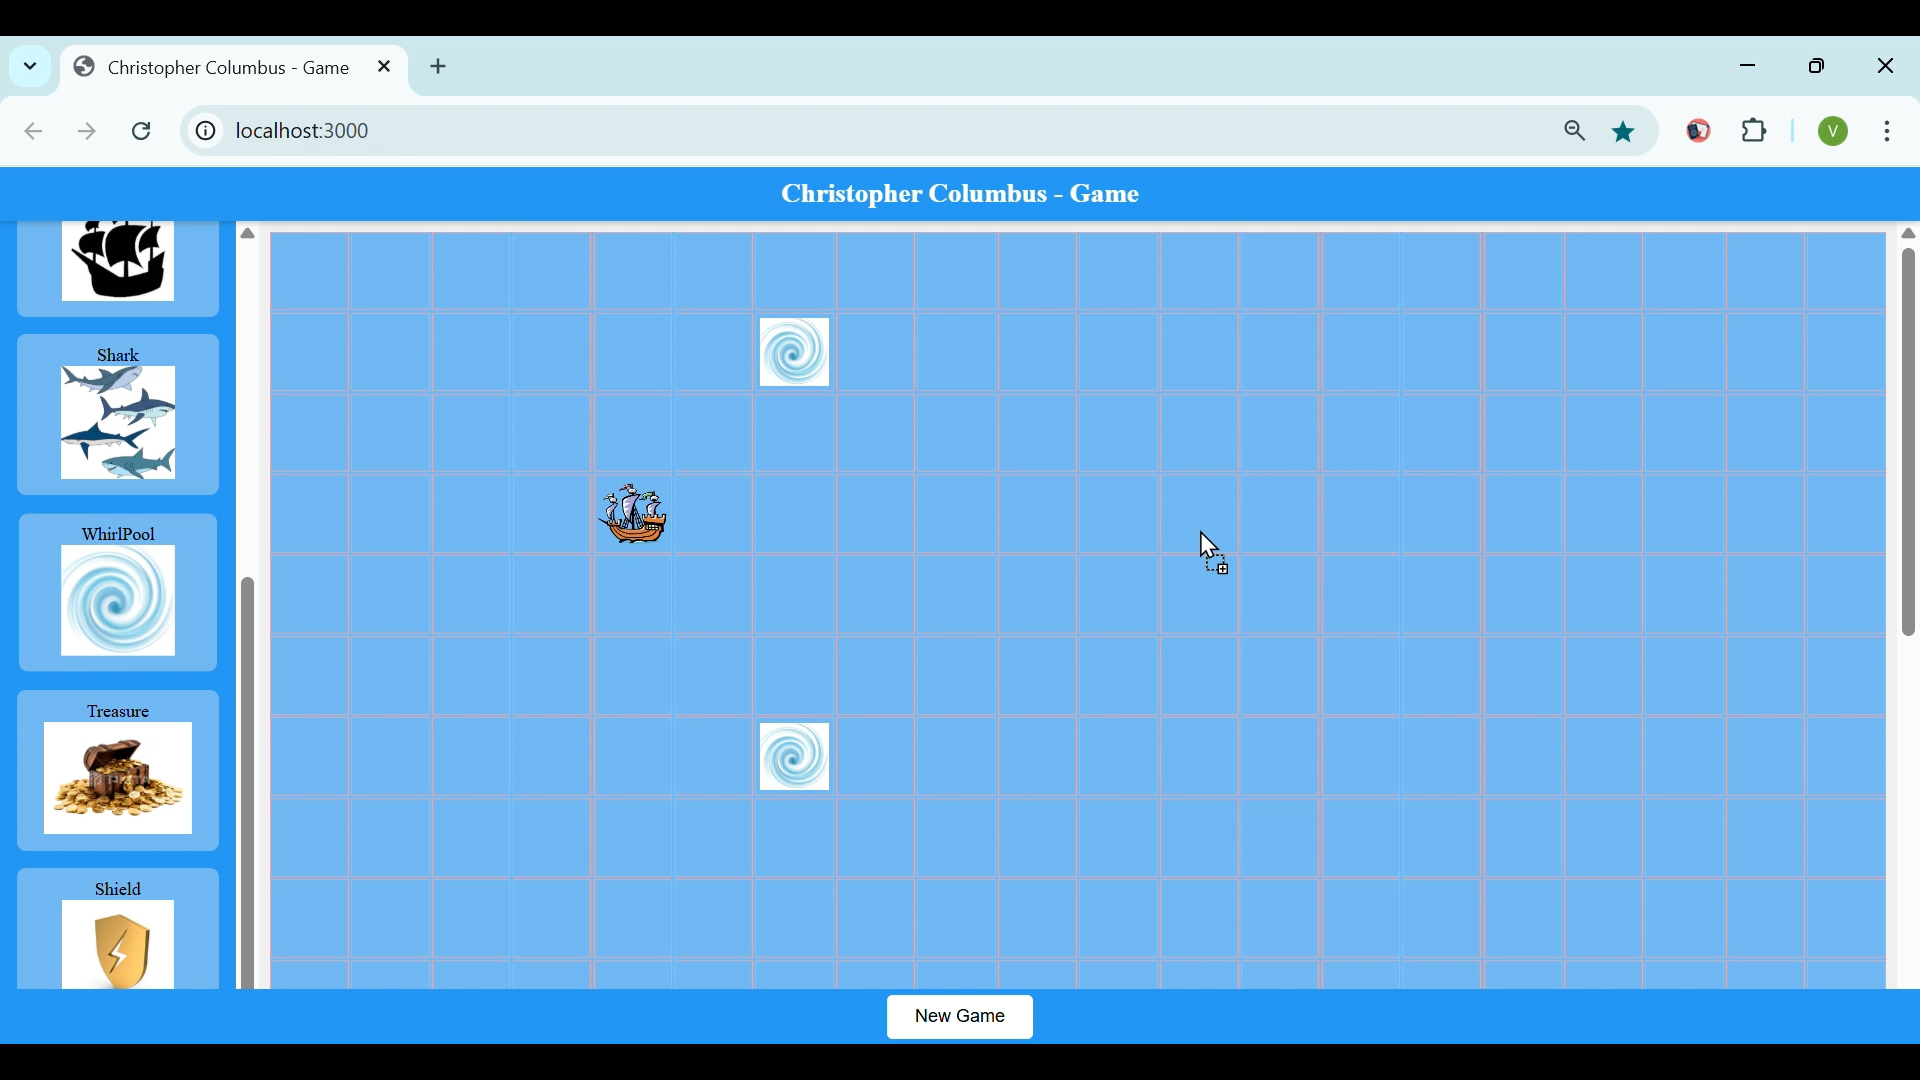 Christopher Columbus - Game
localhost:3000
V
Christopher Columbus - Game
Shark
WhirlPool
Treasure
Shield
New Game